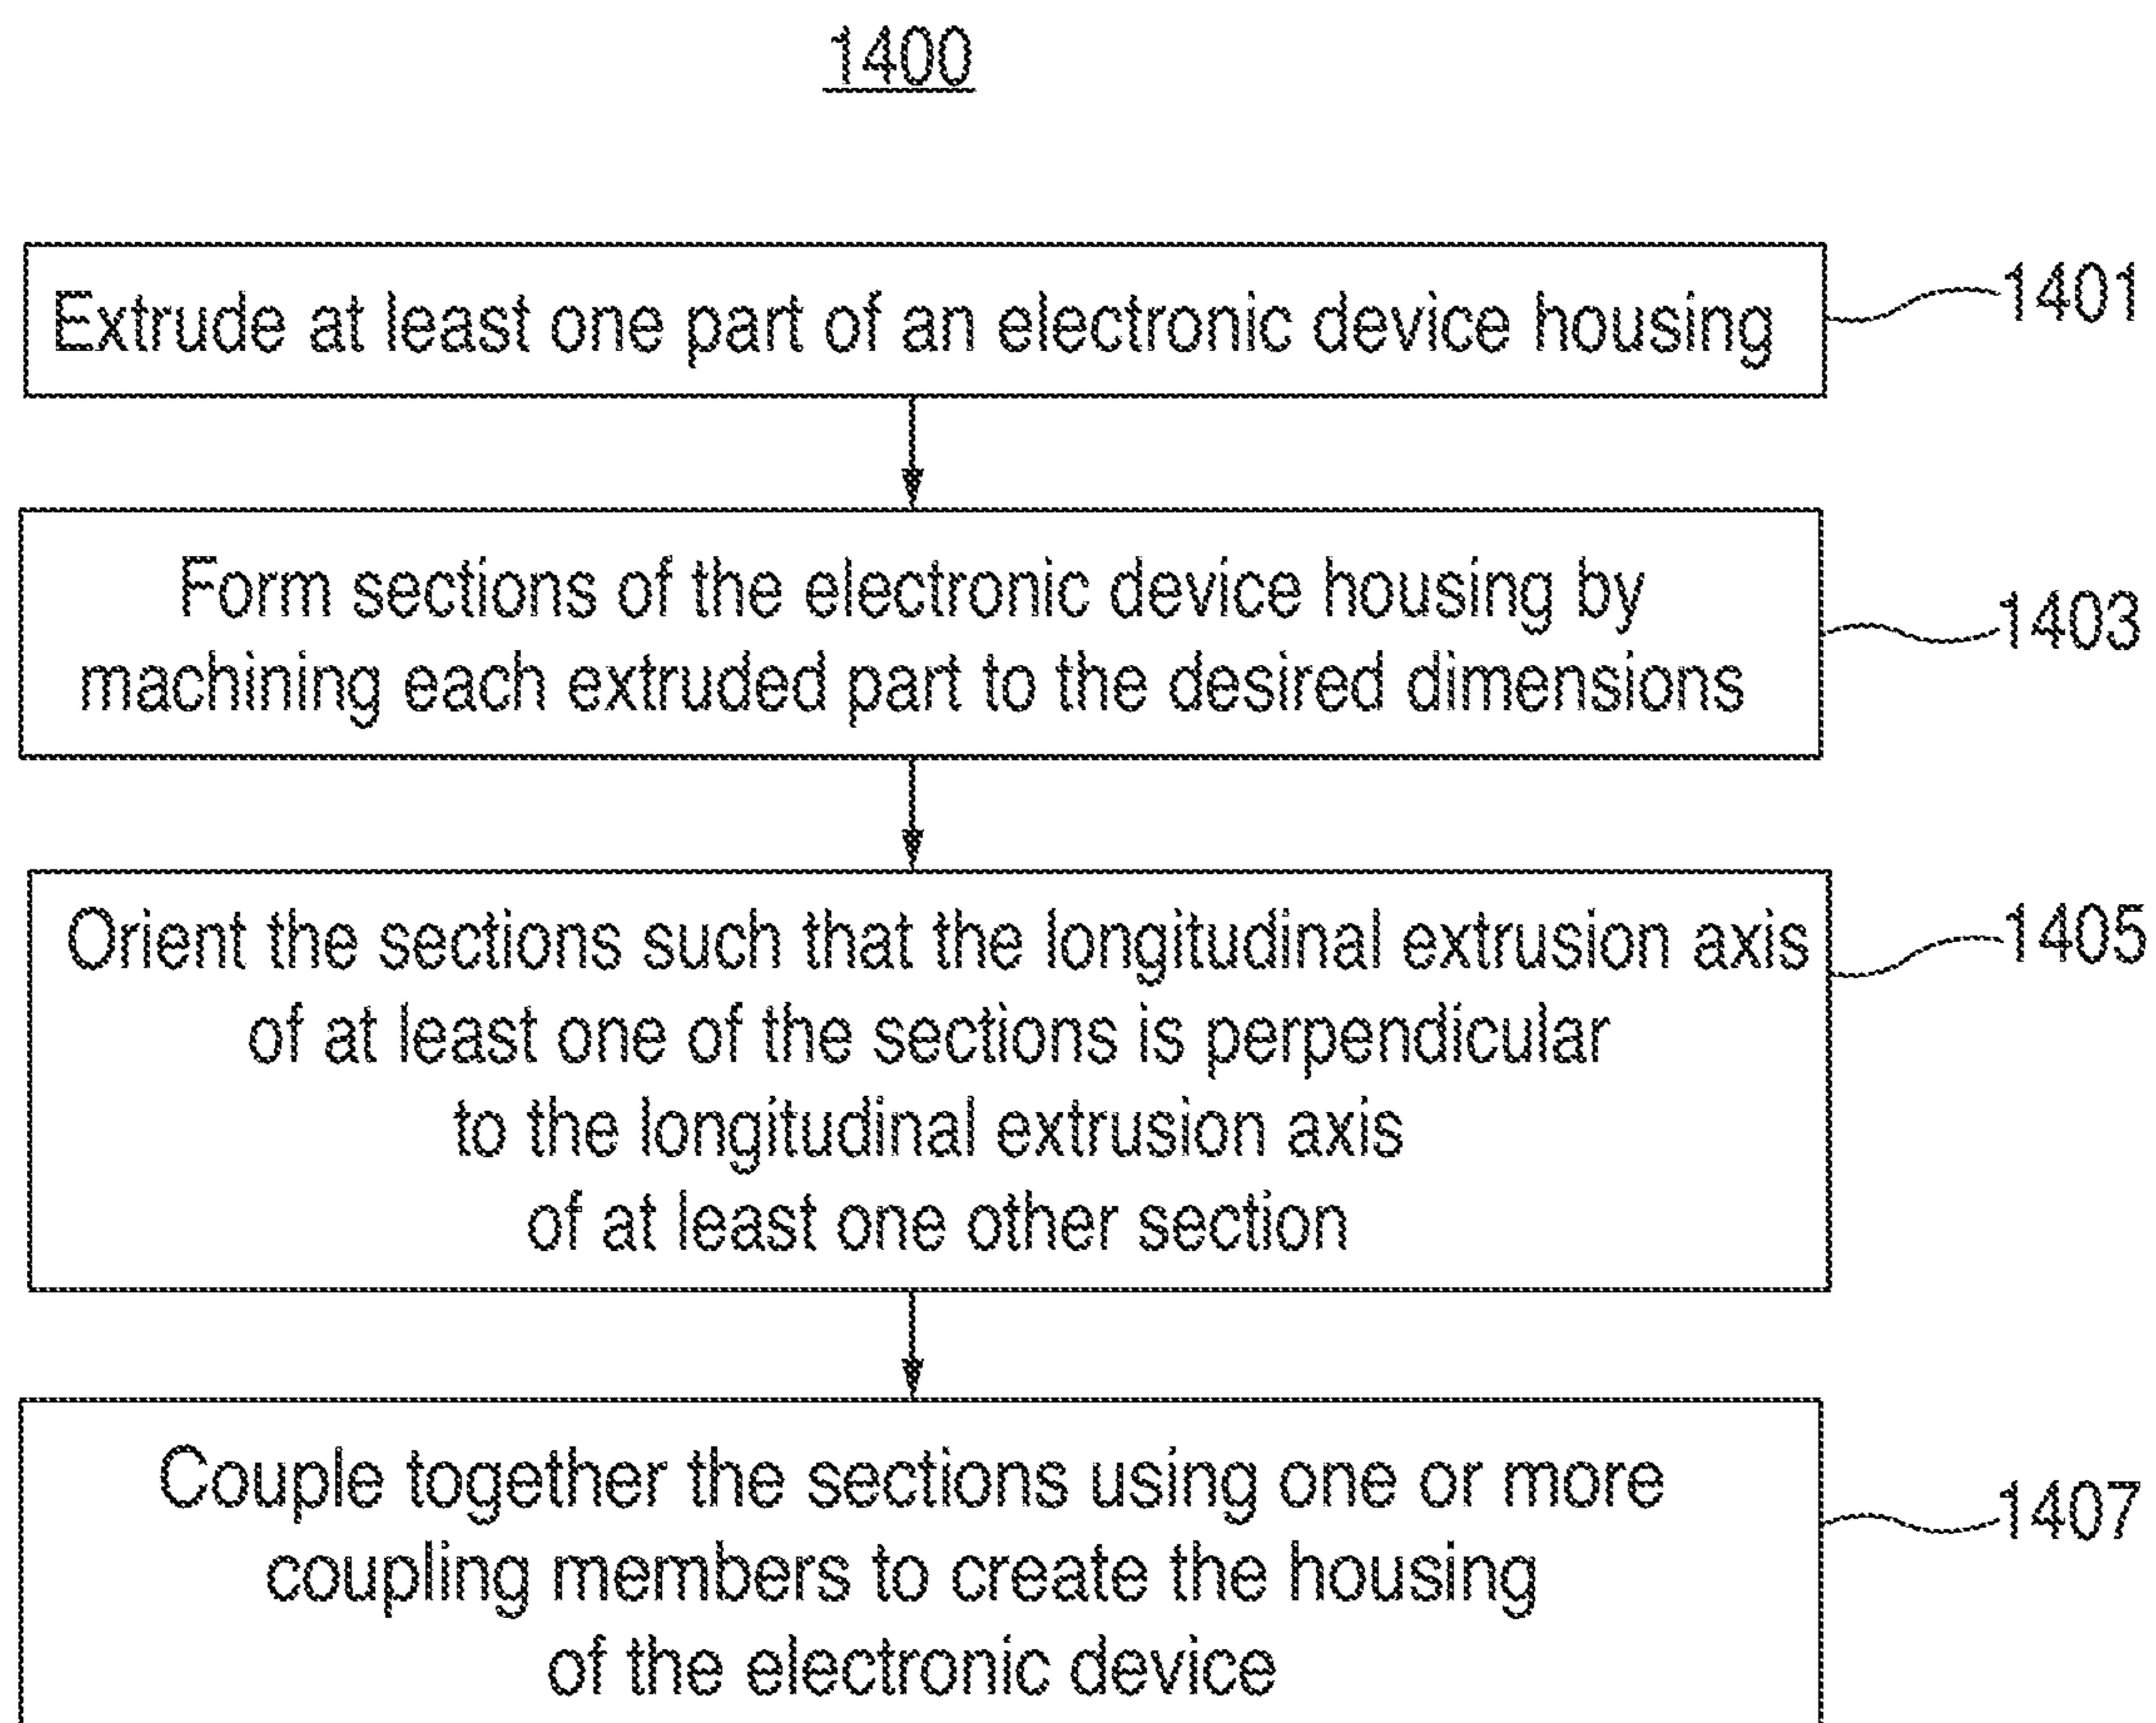 1400
Extrude at least one part of an electronic device housing
1401
Form sections of the electronic device housing by
machining each extruded part to the desired dimensions
1403
Orient the sections such that the longitudinal extrusion axis
of at least one of the sections is perpendicular
to the longitudinal extrusion axis
of at least one other section
1405
Couple together the sections using one or more
coupling members to create the housing
of the electronic device
1407